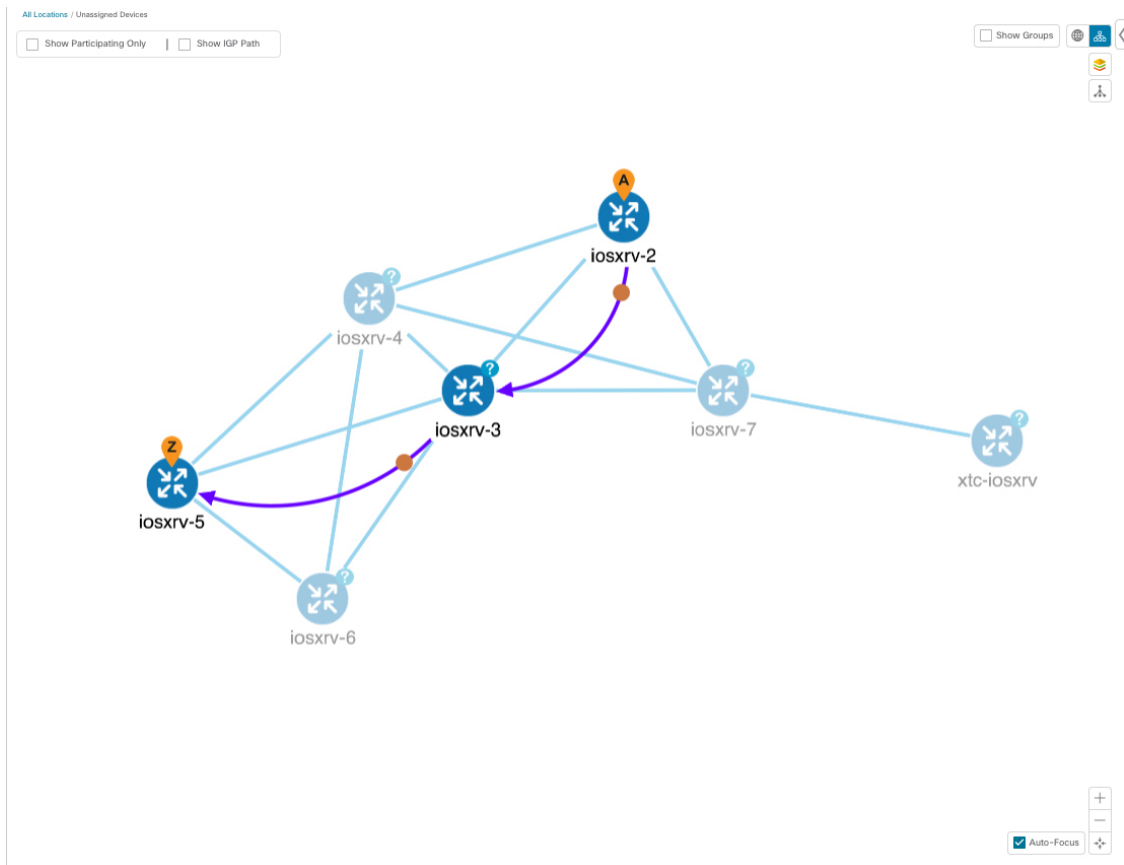 All Locations / Unassigned Devices
Show Participating Only | Show IGP Path
Show Groups
A
iosxrv-2
?
iosxrv-4
?
iosxrv-3
?
iosxrv-7
?
xtc-iosxrv
Z
iosxrv-5
?
iosxrv-6
Auto-Focus